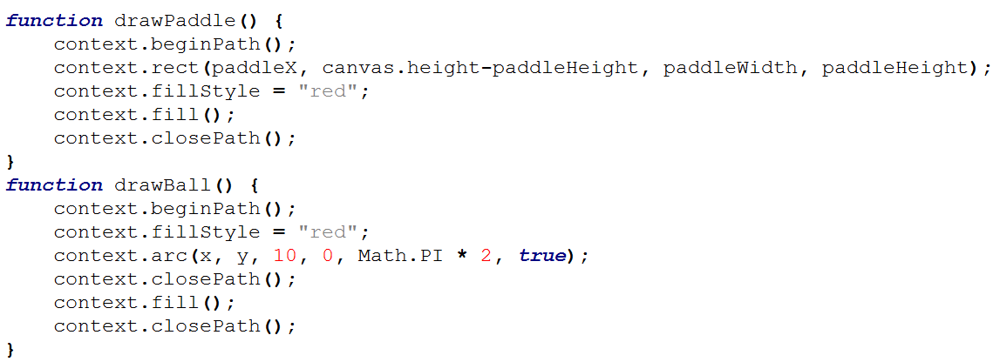 function drawPaddle() {
    context.beginPath();
    context.rect(paddleX, canvas.height-paddleHeight, paddleWidth, paddleHeight);
    context.fillStyle = "red";
    context.fill();
    context.closePath();
}
function drawBall() {
    context.beginPath();
    context.fillStyle = "red";
    context.arc(x, y, 10, 0, Math.PI * 2, true);
    context.closePath();
    context.fill();
    context.closePath();
}